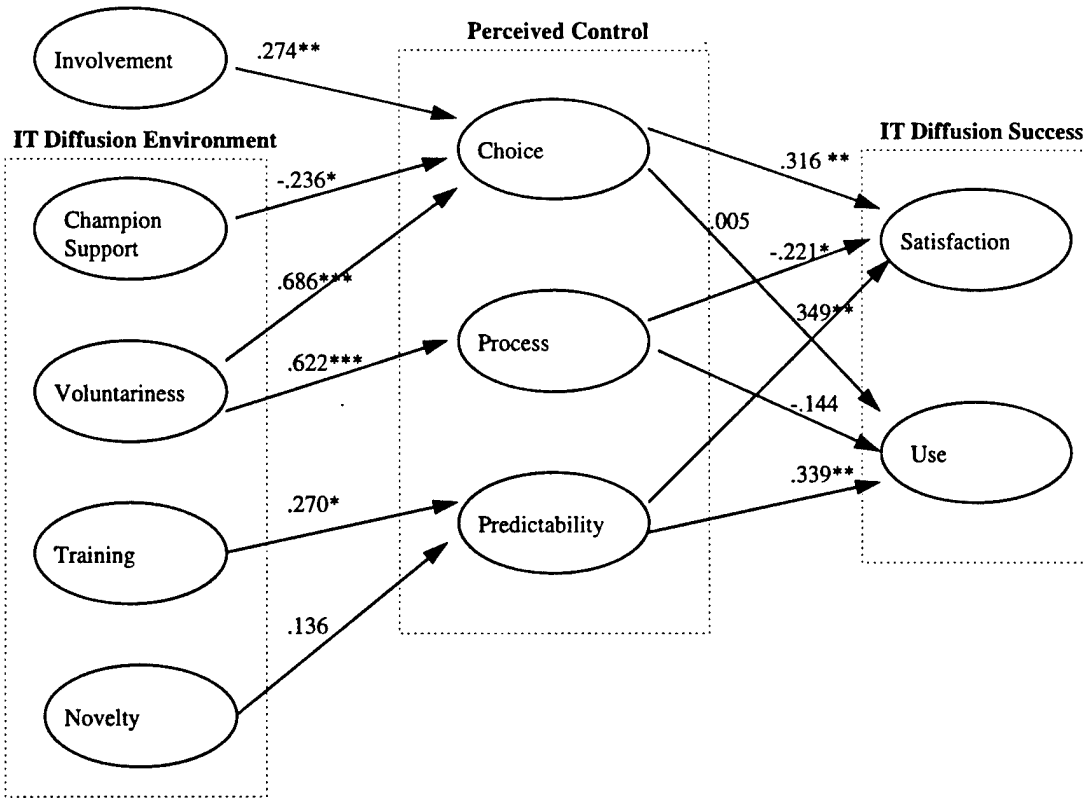 Perceived Control
Involvement
.274**
IT Diffusion Environment
IT Diffusion Success
Choice
.316 **
-.236*
Champion
Support
.005
Satisfaction
-.221*
.686***
.349**
Process
.622***
Voluntariness
-.144
Use
.339**
.270*
Predictability
Training
.136
Novelty